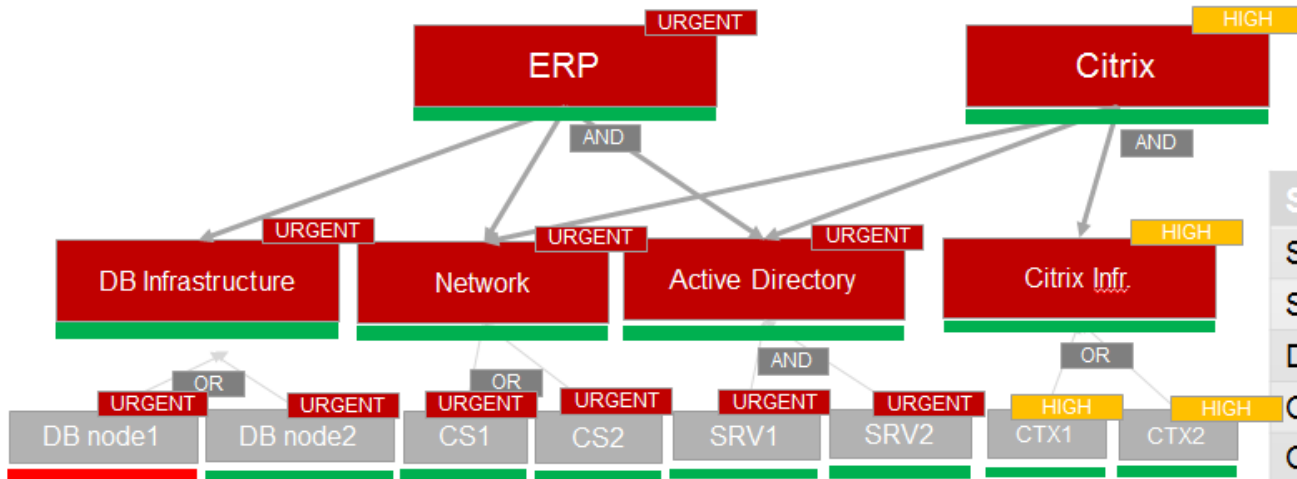 URGENT
HIGH
ERP
Citrix
AND
AND
URGENT
URGENT
URGENT
HIGH
DB Infrastructure
Network
Active Directory
Citrix Infr.
OR
OR
AND
OR
URGENT
URGENT
URGENT
URGENT
URGENT
URGENT
HIGH
HIGH
DB node1
DB node2
CS1
CS2
SRV1
SRV2
CTX1
CTX2